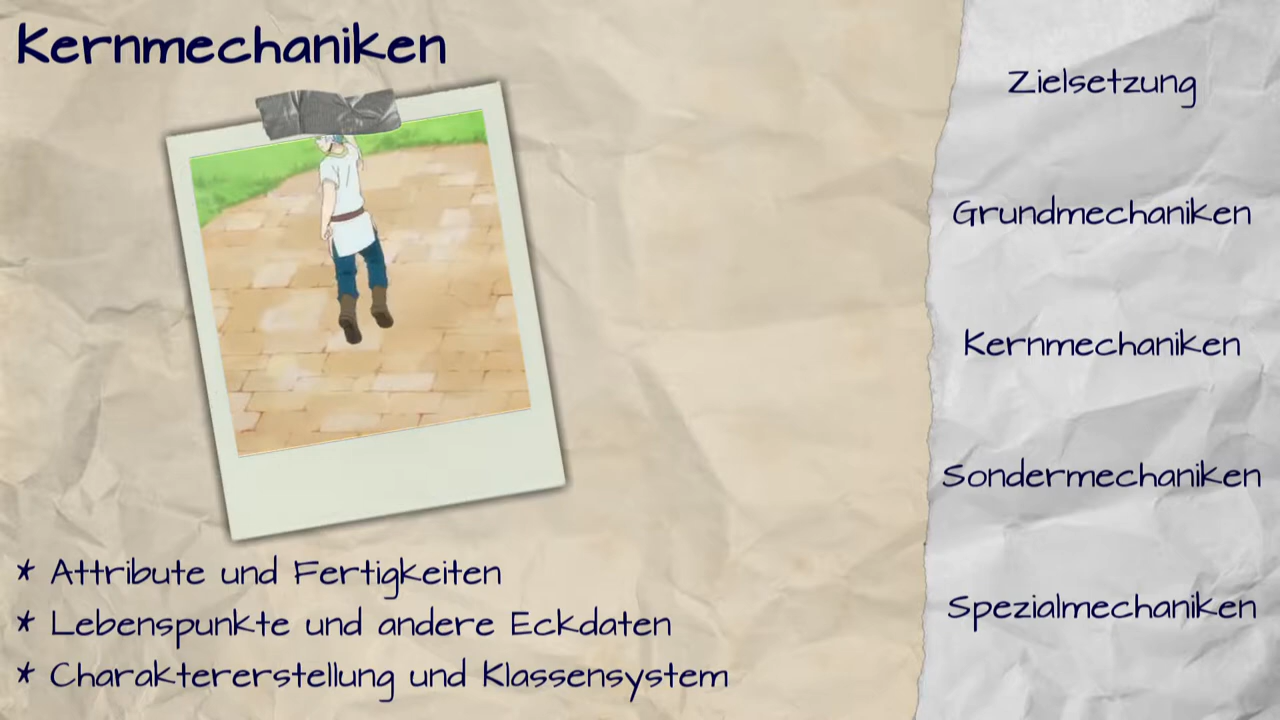 Kernmechaniken
* Attribute und Fertigkeiten
* Lebenspunkte und andere Eckdaten
* Charaktererstellung und Klassensystem
Zielsetzung
Grundmechaniken
Kernmechaniken
Sondermechaniken
Spezialmechaniken